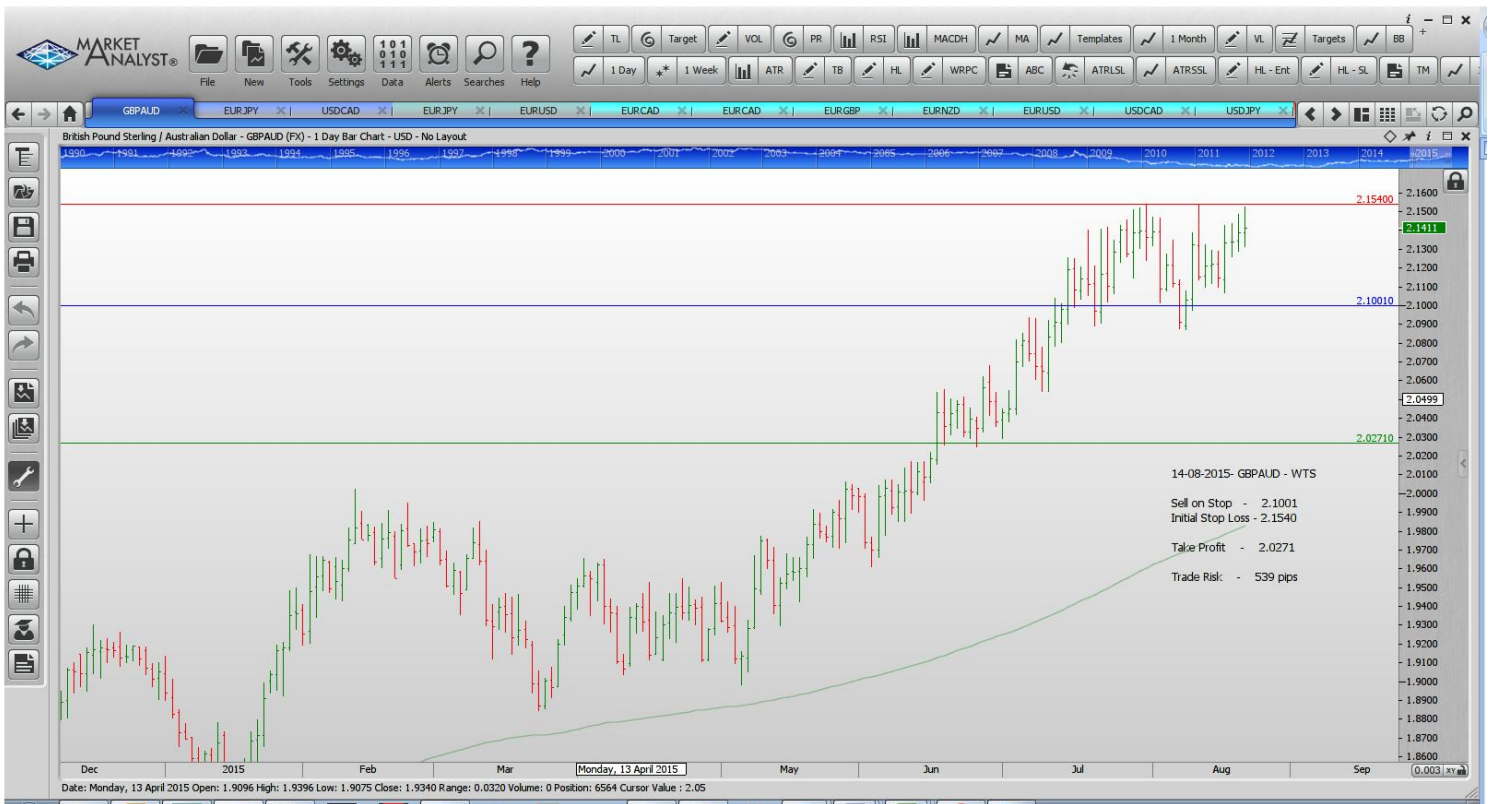 MARKET ANALYST®
File New Tools Settings Data Alerts Searches Help
TL Target VOL PR RSI MACDH MA Templates 1 Month VL Targets BB
1 Day 1 Week ATR TB HL WRPC ABC ATRLSL ATRSSL HL - Ent HL - SL TM
GBPAUD EURJPY USDCAD EURJPY EURUSD EURCAD EURCAD EURGBP EURNZD EURUSD USDCAD USDJPY
British Pound Sterling / Australian Dollar - GBPAUD (FX) - 1 Day Bar Chart - USD - No Layout
1990 1991 1992 1993 1994 1995 1996 1997 1998 1999 2000 2001 2002 2003 2004 2005 2006 2007 2008 2009 2010 2011 2012 2013 2014 2015
2.1600
2.15400
2.1500
2.1411
2.1300
2.1200
2.1100
2.10010
2.1000
2.0900
2.0800
2.0700
2.0600
2.0499
2.0400
2.02710
2.0300
2.0200
2.0100
2.0000
1.9900
1.9800
1.9700
1.9600
1.9500
1.9400
1.9300
1.9200
1.9100
1.9000
1.8900
1.8800
1.8700
1.8600
14-08-2015- GBPAUD - WTS
Sell on Stop - 2.1001
Initial Stop Loss - 2.1540
Take Profit - 2.0271
Trade Risk - 539 pips
Dec 2015 Feb Mar Monday, 13 April 2015 May Jun Jul Aug Sep 0.003 XY
Date: Monday, 13 April 2015 Open: 1.9096 High: 1.9396 Low: 1.9075 Close: 1.9340 Range: 0.0320 Volume: 0 Position: 6564 Cursor Value : 2.05